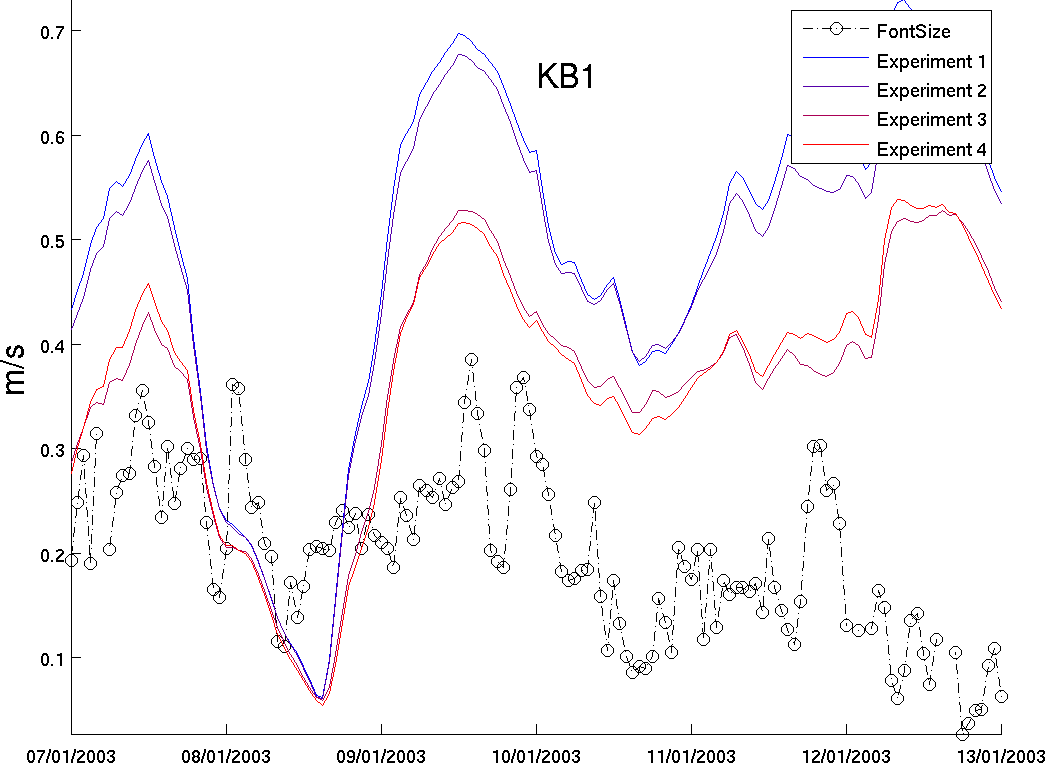 0.7
0.6
0.5
0.4
0.3
0.2
0.1
m/s
KB1
FontSize
Experiment 1
Experiment 2
Experiment 3
Experiment 4
07/01/2003 08/01/2003 09/01/2003 10/01/2003 11/01/2003 12/01/2003 13/01/2003